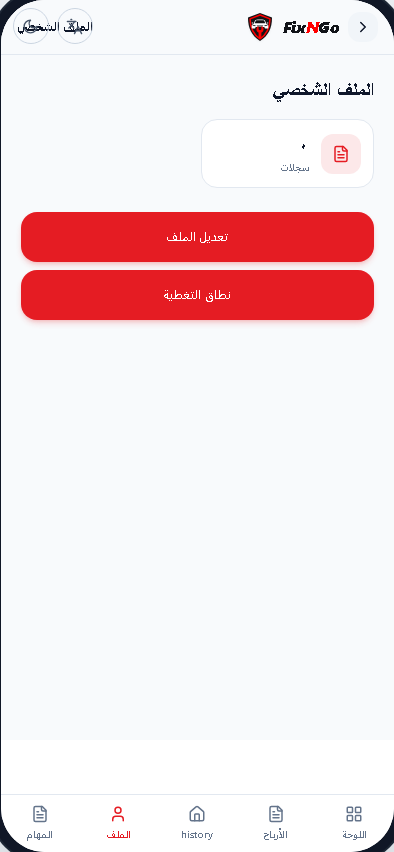 FixNGo
الملف الشخصي
الملف الشخصي
٠
سجلات
تعديل الملف
نطاق التغطية
اللوحة
الأرباح
history
الملف
المهام